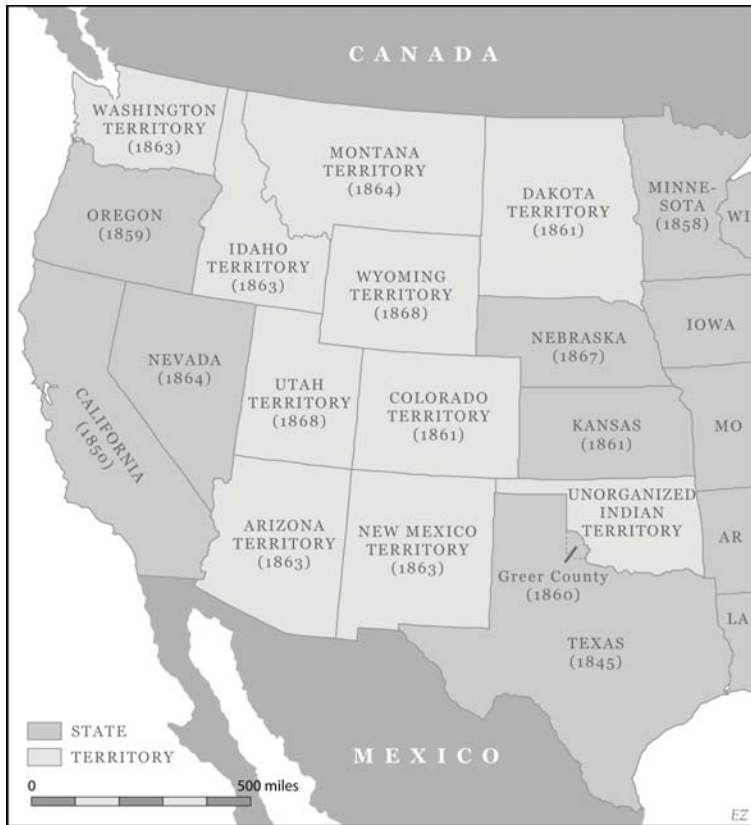 CANADA
WASHINGTON
TERRITORY
(1863)
MONTANA
TERRITORY
(1864)
DAKOTA
TERRITORY
(1861)
MINNE-
SOTA
(1858)
WI
OREGON
(1859)
IDAHO
TERRITORY
(1863)
WYOMING
TERRITORY
(1868)
IOWA
NEBRASKA
(1867)
NEVADA
(1864)
UTAH
TERRITORY
(1868)
COLORADO
TERRITORY
(1861)
KANSAS
(1861)
MO
CALIFORNIA
(1850)
ARIZONA
TERRITORY
(1863)
NEW MEXICO
TERRITORY
(1863)
UNORGANIZED
INDIAN
TERRITORY
AR
Greer County
(1860)
LA
TEXAS
(1845)
STATE
TERRITORY
MEXICO
0 500 miles
EZ